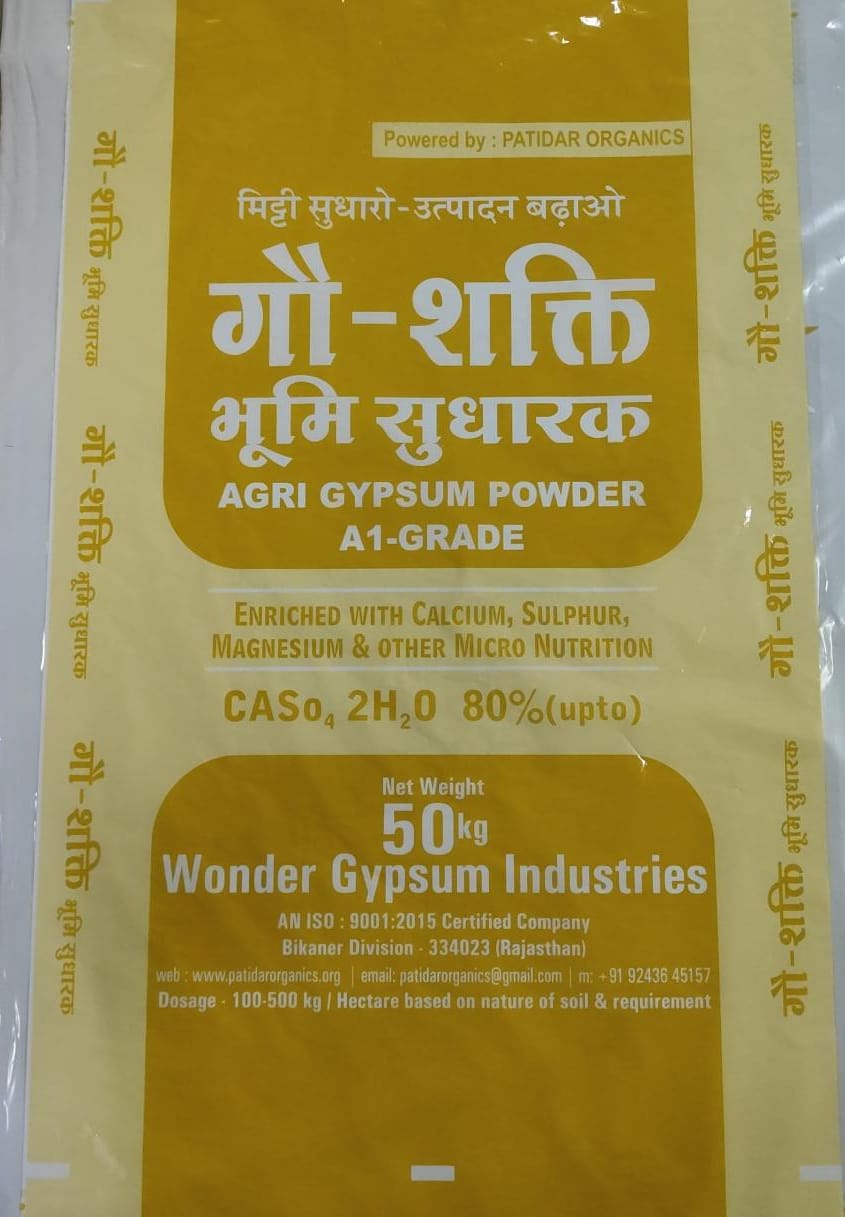 Powered by : PATIDAR ORGANICS
मिट्टी सुधारो-उत्पादन बढ़ाओ
गौ-शक्ति
भूमि सुधारक
AGRI GYPSUM POWDER
A1-GRADE
ENRICHED WITH CALCIUM, SULPHUR,
MAGNESIUM & OTHER MICRO NUTRITION
CASo₄ 2H₂O 80%(upto)
Net Weight
50kg
Wonder Gypsum Industries
AN ISO : 9001:2015 Certified Company
Bikaner Division - 334023 (Rajasthan)
web : www.patidarorganics.org | email: patidarorganics@gmail.com | m: +91 92436 45157
Dosage - 100-500 kg / Hectare based on nature of soil & requirement
गौ-शक्ति भूमि सुधारक
गौ-शक्ति भूमि सुधारक
गौ-शक्ति भूमि सुधारक
गौ-शक्ति भूमि सुधारक
गौ-शक्ति भूमि सुधारक
गौ-शक्ति भूमि सुधारक